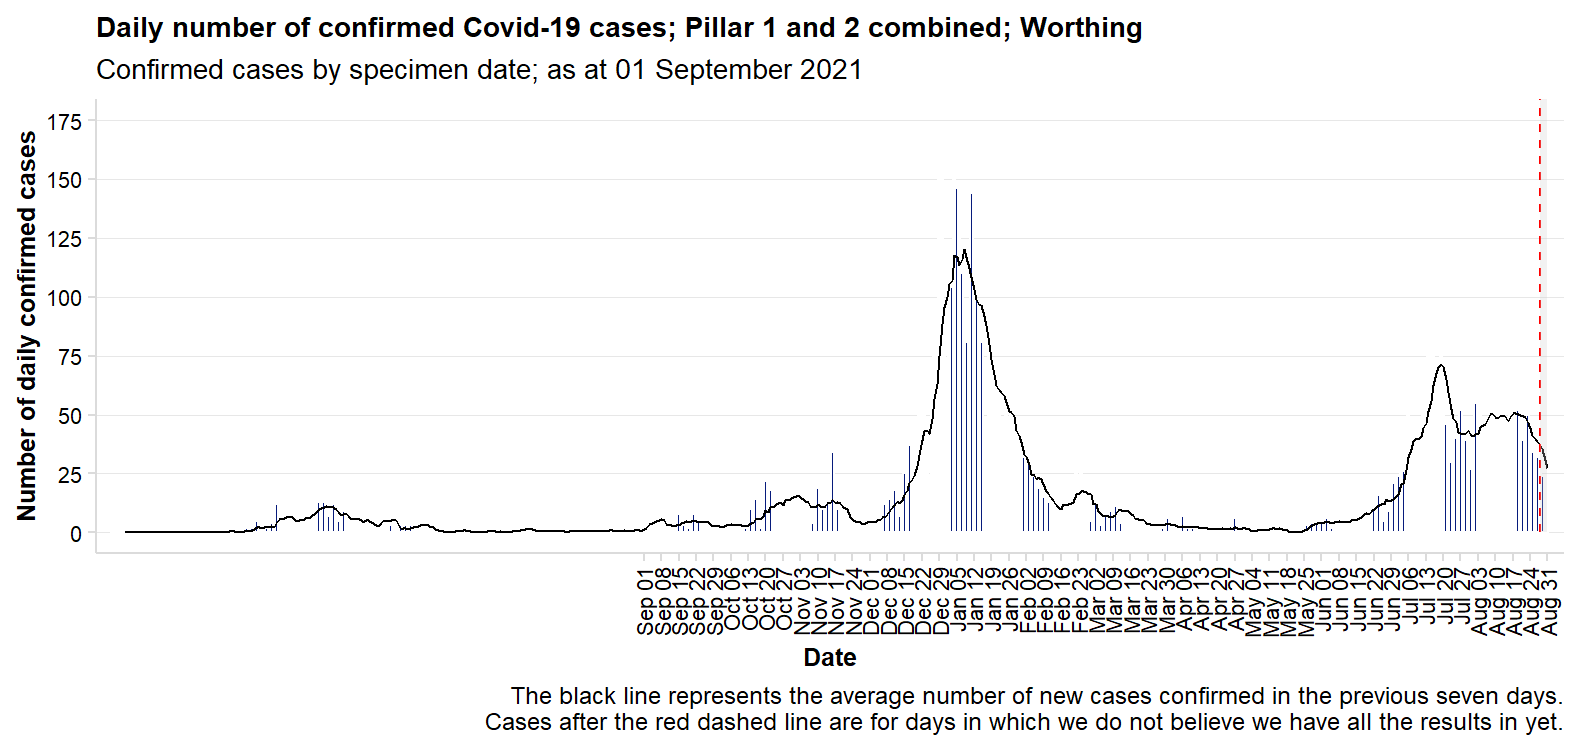 Daily number of confirmed Covid-19 cases; Pillar 1 and 2 combined; Worthing
Confirmed cases by specimen date; as at 01 September 2021
Number of daily confirmed cases
175
150
125
100
75
50
25
0
Sep 01
Sep 08
Sep 15
Sep 22
Sep 29
Oct 06
Oct 13
Oct 20
Oct 27
Nov 03
Nov 10
Nov 17
Nov 24
Dec 01
Dec 08
Dec 15
Dec 22
Dec 29
Jan 05
Jan 12
Jan 19
Jan 26
Feb 02
Feb 09
Feb 16
Feb 23
Mar 02
Mar 09
Mar 16
Mar 23
Mar 30
Apr 06
Apr 13
Apr 20
Apr 27
May 04
May 11
May 18
May 25
Jun 01
Jun 08
Jun 15
Jun 22
Jun 29
Jul 06
Jul 13
Jul 20
Jul 27
Aug 03
Aug 10
Aug 17
Aug 24
Aug 31
Date
The black line represents the average number of new cases confirmed in the previous seven days.
Cases after the red dashed line are for days in which we do not believe we have all the results in yet.